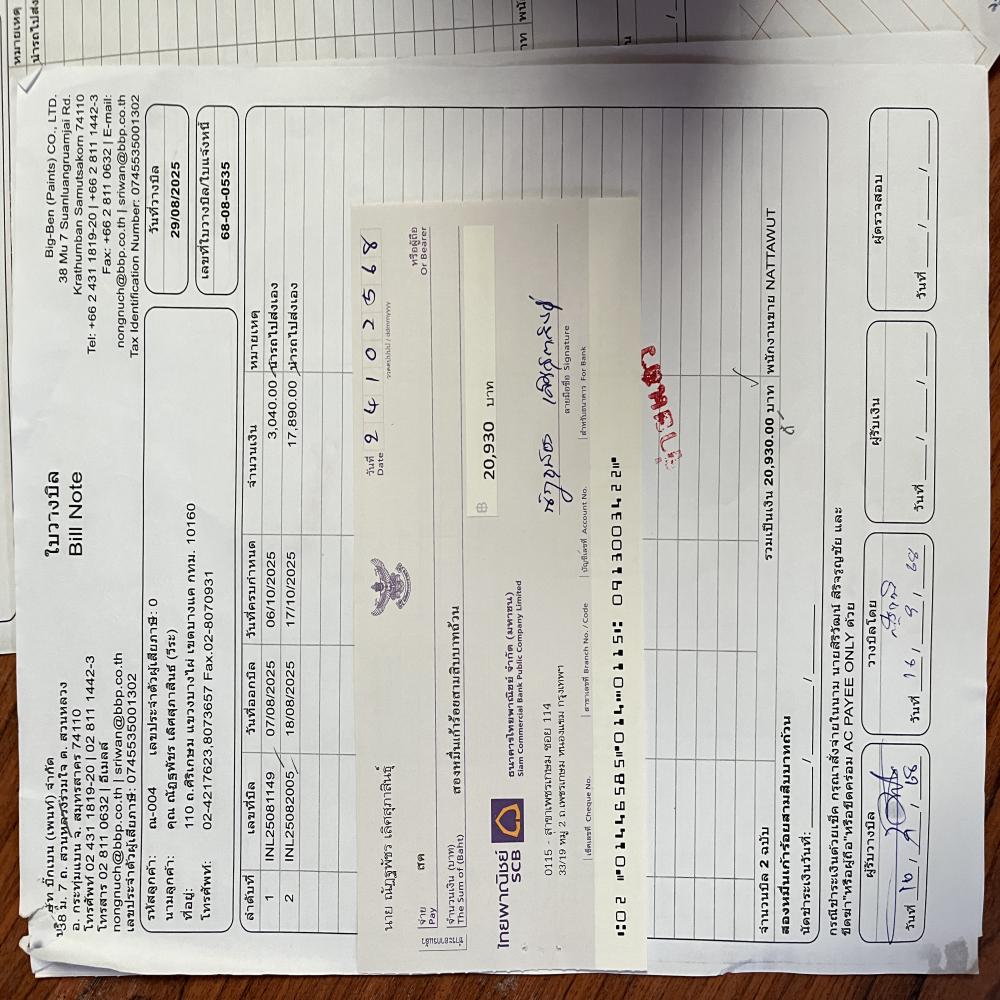 บริษัท บิ๊กเบน (เพนท์) จำกัด
38 ม. 7 ถ. สวนหลวงร่วมใจ ต. สวนหลวง
อ. กระทุ่มแบน จ. สมุทรสาคร 74110
โทรศัพท์ 02 431 1819-20 | 02 811 1442-3
โทรสาร 02 811 0632 | อีเมลล์
nongnuch@bbp.co.th | sriwan@bbp.co.th
เลขประจำตัวผู้เสียภาษี: 0745535001302
ใบวางบิล
Bill Note
Big-Ben (Paints) CO., LTD.
38 Mu 7 Suanluangruamjai Rd.
Krathumban Samutsakorn 74110
Tel: +66 2 431 1819-20 | +66 2 811 1442-3
Fax: +66 2 811 0632 | E-mail:
nongnuch@bbp.co.th | sriwan@bbp.co.th
Tax Identification Number: 0745535001302
รหัสลูกค้า: ณ-004 เลขประจำตัวผู้เสียภาษี: 0
นามลูกค้า: คุณ ณัฏฐพัชร เลิศสุภาสินธ์ (วีระ)
ที่อยู่: 110 ถ.ศิริเกษม แขวงบางไผ่ เขตบางแค กทม. 10160
โทรศัพท์: 02-4217623,8073657 Fax.02-8070931
วันที่วางบิล
29/08/2025
เลขที่ใบวางบิล/ใบแจ้งหนี้
68-08-0535
ลำดับที่ เลขที่บิล วันที่ออกบิล วันที่ครบกำหนด จำนวนเงิน หมายเหตุ
1 INL25081149 07/08/2025 06/10/2025 3,040.00 นำรถไปส่งเอง
2 INL25082005 18/08/2025 17/10/2025 17,890.00 นำรถไปส่งเอง
วันที่ 24102568
Date ววดดปปปป / ddmmyyyy
นาย ณัฏฐพัชร เลิศสุภาสินธุ์
จ่าย สด
Pay
หรือผู้ถือ
Or Bearer
จำนวนเงิน (บาท) สองหมื่นเก้าร้อยสามสิบบาทถ้วน
The Sum of (Baht)
฿ 20,930 บาท
ไทยพาณิชย์
SCB
ธนาคารไทยพาณิชย์ จำกัด (มหาชน)
Siam Commercial Bank Public Company Limited
0115 - สาขาเพชรเกษม ซอย 114
33/19 หมู่ 2 ถ.เพชรเกษม หนองแขม กรุงเทพฯ
ลายมือชื่อ Signature
เช็คเลขที่ Cheque No. สาขาเลขที่ Branch No. / Code บัญชีเลขที่ Account No. สำหรับธนาคาร For Bank
จำนวนบิล 2 ฉบับ รวมเป็นเงิน 20,930.00 บาท พนักงานขาย NATTAWUT
สองหมื่นเก้าร้อยสามสิบบาทถ้วน
นัดชำระเงินวันที่: / /
กรณีชำระเงินด้วยเช็ค กรุณาสั่งจ่ายในนาม นายสิริวัฒน์ สิริจรูญชัย และ
ขีดฆ่า"หรือผู้ถือ"หรือขีดคร่อม AC PAYEE ONLY ด้วย
ผู้รับวางบิล
วันที่ 16 / 9 / 68
วางบิลโดย
วันที่ 16 / 9 / 68
ผู้รับเงิน
วันที่ / /
ผู้ตรวจสอบ
วันที่ / /